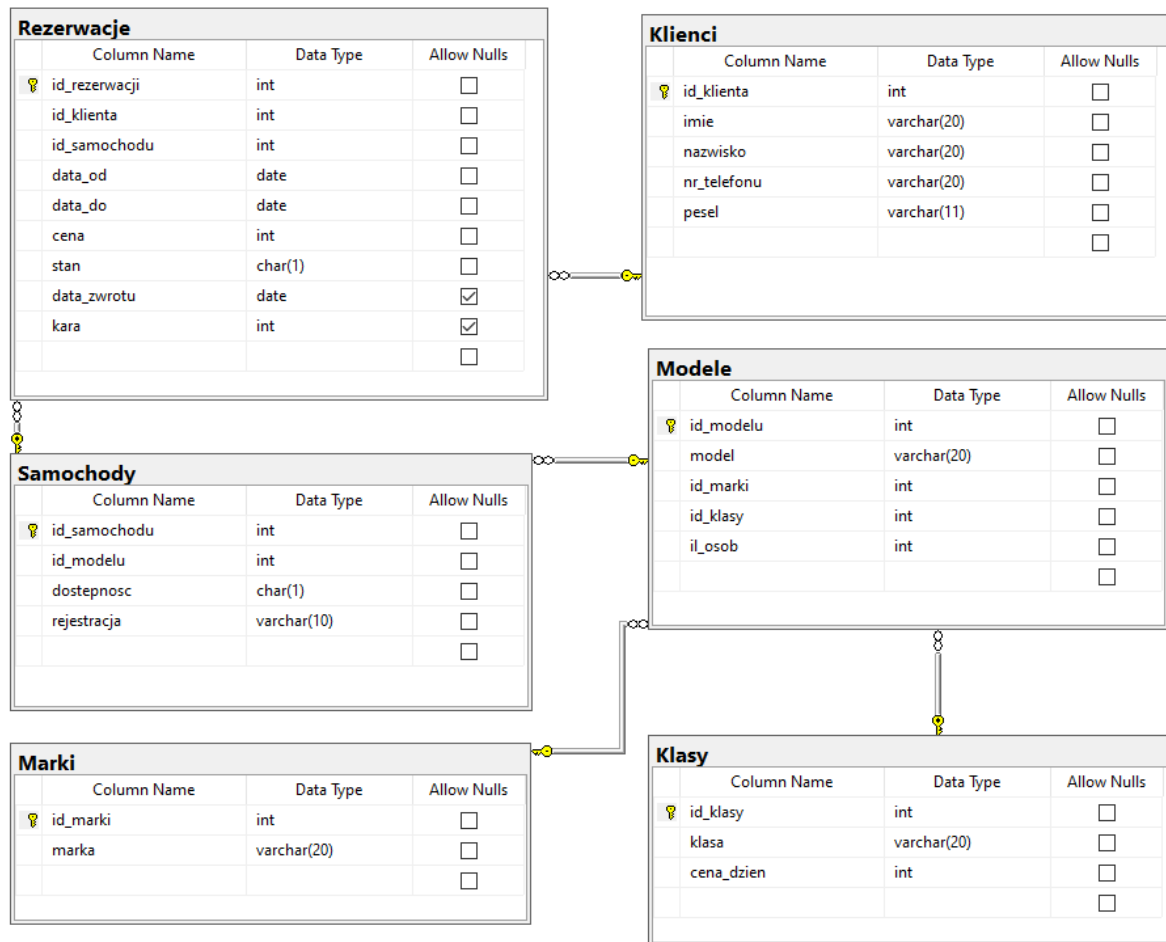 Rezerwacje
Column Name Data Type Allow Nulls
id_rezerwacji int
id_klienta int
id_samochodu int
data_od date
data_do date
cena int
stan char(1)
data_zwrotu date
kara int
Klienci
Column Name Data Type Allow Nulls
id_klienta int
imie varchar(20)
nazwisko varchar(20)
nr_telefonu varchar(20)
pesel varchar(11)
Modele
Column Name Data Type Allow Nulls
id_modelu int
model varchar(20)
id_marki int
id_klasy int
il_osob int
Samochody
Column Name Data Type Allow Nulls
id_samochodu int
id_modelu int
dostepnosc char(1)
rejestracja varchar(10)
Marki
Column Name Data Type Allow Nulls
id_marki int
marka varchar(20)
Klasy
Column Name Data Type Allow Nulls
id_klasy int
klasa varchar(20)
cena_dzien int